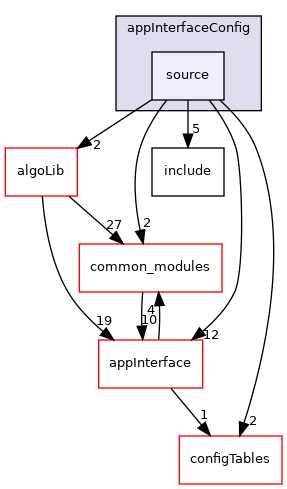 appInterfaceConfig
source
5
2
algoLib
include
27
2
common_modules
4
19
10
12
appInterface
1
2
configTables